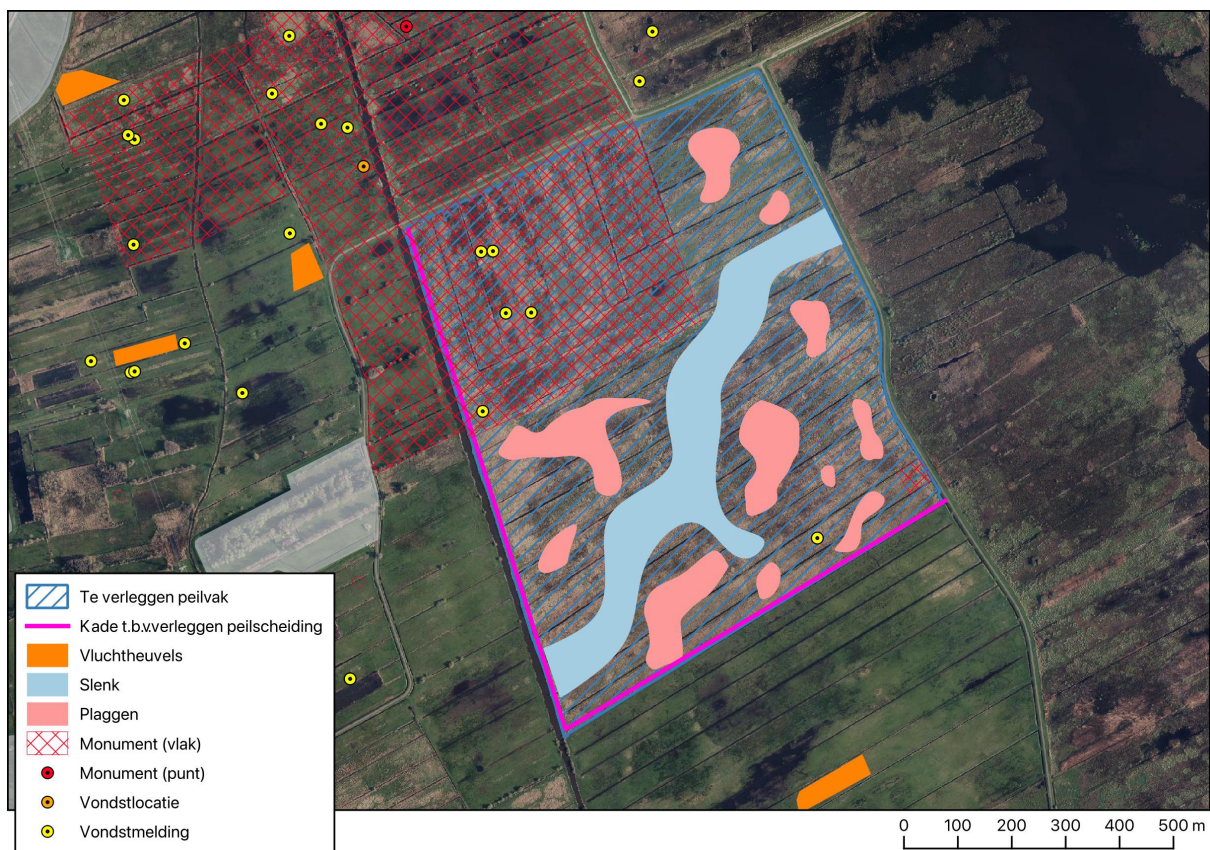 Te verleggen peilvak
Kade t.b.v.verleggen peilscheiding
Vluchtheuvels
Slenk
Plaggen
Monument (vlak)
Monument (punt)
Vondstlocatie
Vondstmelding
0 100 200 300 400 500 m